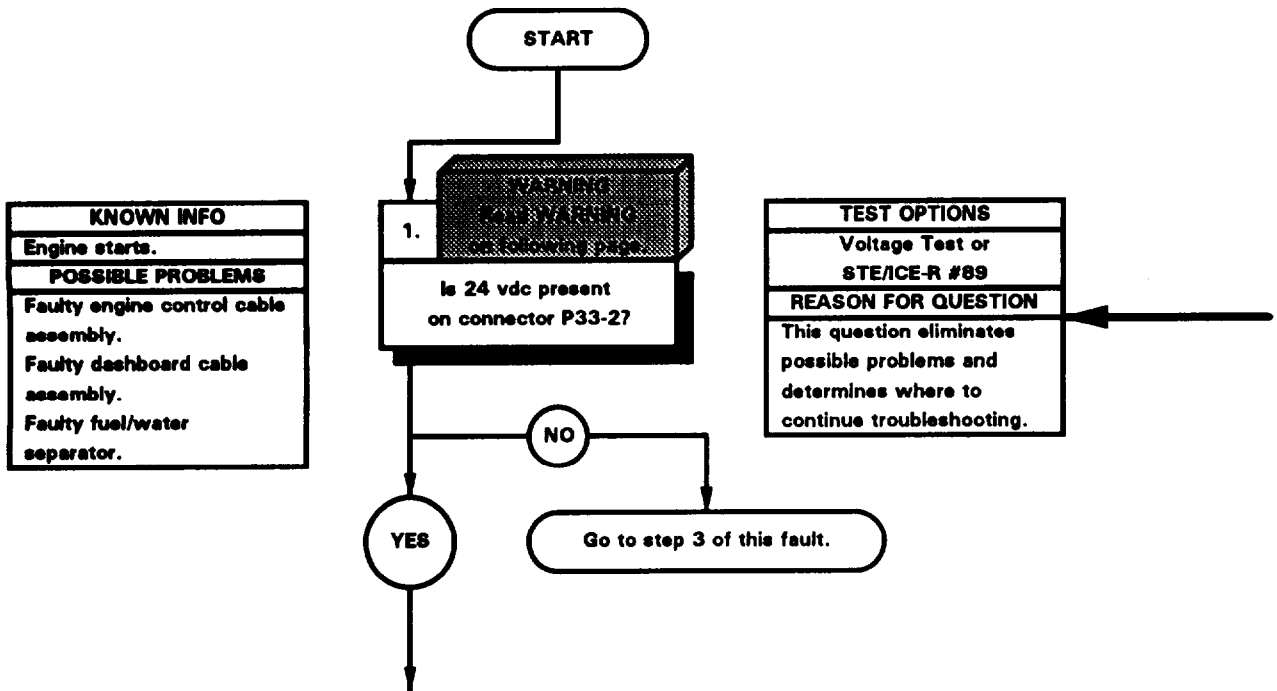 START
KNOWN INFO
Engine starts.
POSSIBLE PROBLEMS
Faulty engine control cable
assembly.
Faulty dashboard cable
assembly.
Faulty fuel/water
separator.
1.
WARNING
Read WARNING
on following page.
Is 24 vdc present
on connector P33-2?
TEST OPTIONS
Voltage Test or
STE/ICE-R #89
REASON FOR QUESTION
This question eliminates
possible problems and
determines where to
continue troubleshooting.
NO
YES
Go to step 3 of this fault.